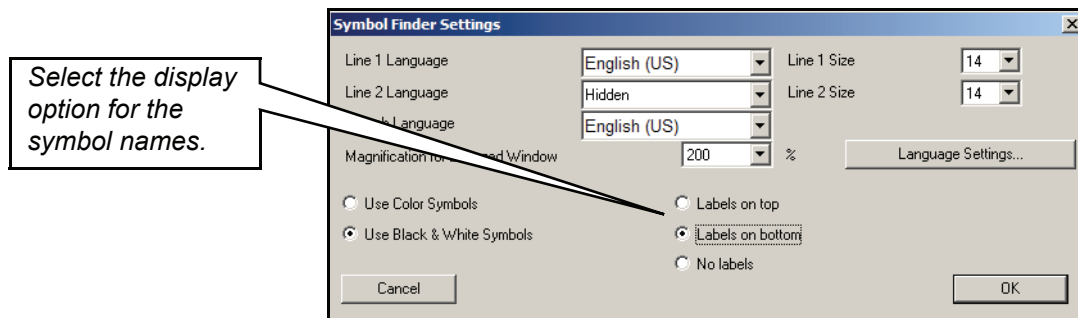 Symbol Finder Settings
Select the display
option for the
symbol names.
Line 1 Language English (US) Line 1 Size 14
Line 2 Language Hidden Line 2 Size 14
Language English (US)
Magnification for Window 200 % Language Settings...
Use Color Symbols Labels on top
Use Black & White Symbols Labels on bottom
No labels
Cancel OK